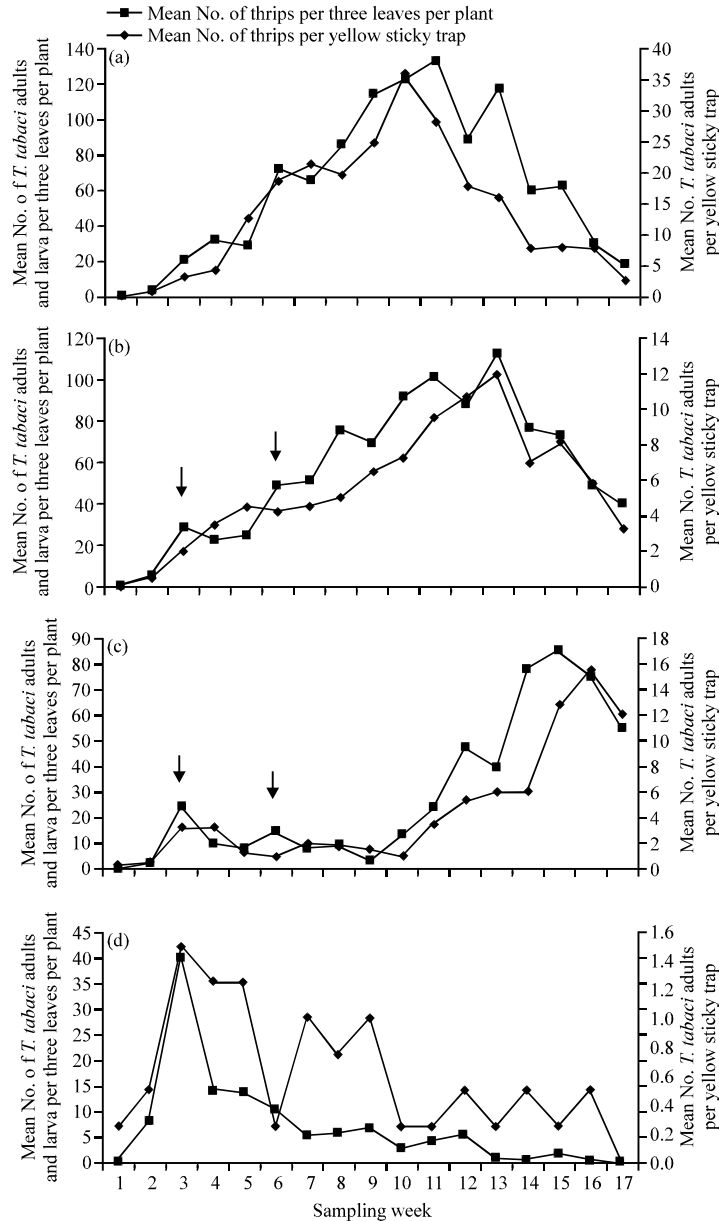 Mean No. of thrips per three leaves per plant
Mean No. of thrips per yellow sticky trap
(a)
Mean No. o f T. tabaci adults
and larva per three leaves per plant
140
120
100
80
60
40
20
0
40
35
30
25
20
15
10
5
0
Mean No. T. tabaci adults
per yellow sticky trap
(b)
Mean No. o f T. tabaci adults
and larva per three leaves per plant
120
100
80
60
40
20
0
14
12
10
8
6
4
2
0
Mean No. T. tabaci adults
per yellow sticky trap
(c)
Mean No. o f T. tabaci adults
and larva per three leaves per plant
90
80
70
60
50
40
30
20
10
0
18
16
14
12
10
8
6
4
2
0
Mean No. T. tabaci adults
per yellow sticky trap
(d)
Mean No. o f T. tabaci adults
and larva per three leaves per plant
45
40
35
30
25
20
15
10
5
0
1.6
1.4
1.2
1.0
0.8
0.6
0.4
0.2
0.0
Mean No. T. tabaci adults
per yellow sticky trap
1 2 3 4 5 6 7 8 9 10 11 12 13 14 15 16 17
Sampling week